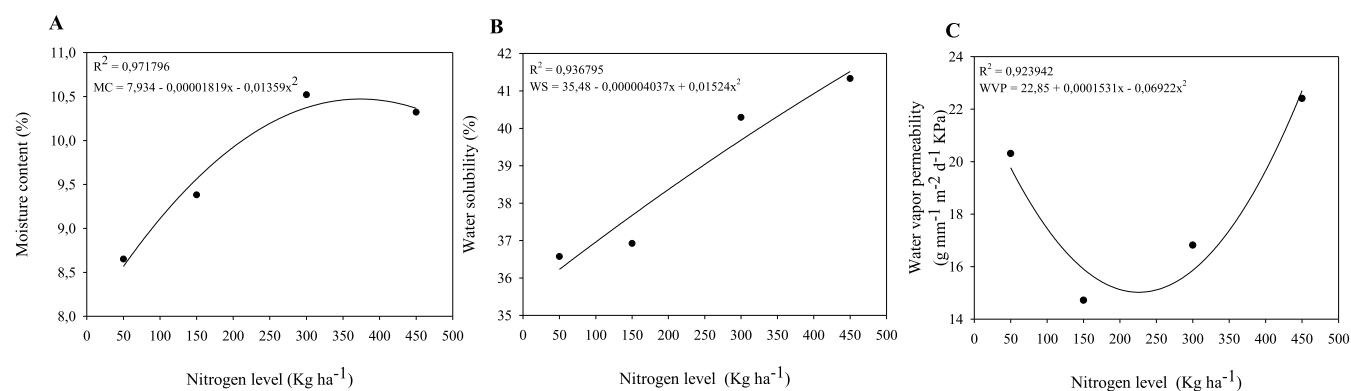 A
R² = 0,971796
MC = 7,934 - 0,00001819x - 0,01359x²
Moisture content (%)
11,0
10,5
10,0
9,5
9,0
8,5
8,0
0 50 100 150 200 250 300 350 400 450 500
Nitrogen level (Kg ha⁻¹)
B
R² = 0,936795
WS = 35,48 - 0,000004037x + 0,01524x²
Water solubility (%)
42
41
40
39
38
37
36
35
0 50 100 150 200 250 300 350 400 450 500
Nitrogen level (Kg ha⁻¹)
C
R² = 0,923942
WVP = 22,85 + 0,0001531x - 0,06922x²
Water vapor permeability
(g mm⁻¹ m⁻² d⁻¹ KPa)
24
22
20
18
16
14
0 50 100 150 200 250 300 350 400 450 500
Nitrogen level (Kg ha⁻¹)